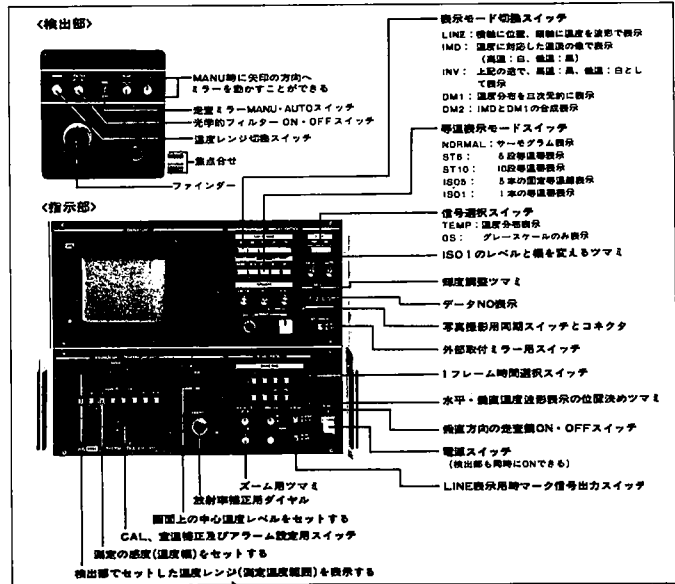 <検出部>
MANU時に矢印の方向へ
ミラーを動かすことができる
走査ミラーMANU・AUTOスイッチ
光学的フィルターON・OFFスイッチ
温度レンジ切換スイッチ
焦点合せ
ファインダー
<指示部>
表示モード切換スイッチ
LINE:横軸に位置、縦軸に温度を波形で表示
IMD:温度に対応した濃淡の像で表示
(高温:白、低温:黒)
INV:上記の逆で、高温:黒、低温:白とし
て表示
DM1:温度分布を三次元的に表示
DM2:IMDとDM1の合成表示
等温表示モードスイッチ
NORMAL:サーモグラム表示
ST5:5段等温帯表示
ST10:10段等温帯表示
ISO5:5本の固定等温線表示
ISO1:1本の等温帯表示
信号選択スイッチ
TEMP:温度分布表示
GS:グレースケールのみ表示
ISO1のレベルと幅を変えるツマミ
輝度調整ツマミ
データNO表示
写真撮影用同期スイッチとコネクタ
外部取付ミラー用スイッチ
1フレーム時間選択スイッチ
水平・垂直温度波形表示の位置決めツマミ
垂直方向の走査鏡ON・OFFスイッチ
電源スイッチ
(検出部も同時にONできる)
LINE表示用時マーク信号出力スイッチ
ズーム用ツマミ
放射率補正用ダイヤル
画面上の中心温度レベルをセットする
CAL、室温補正及びアラーム設定用スイッチ
測定の感度(温度幅)をセットする
検出部でセットした温度レンジ(測定温度範囲)を表示する